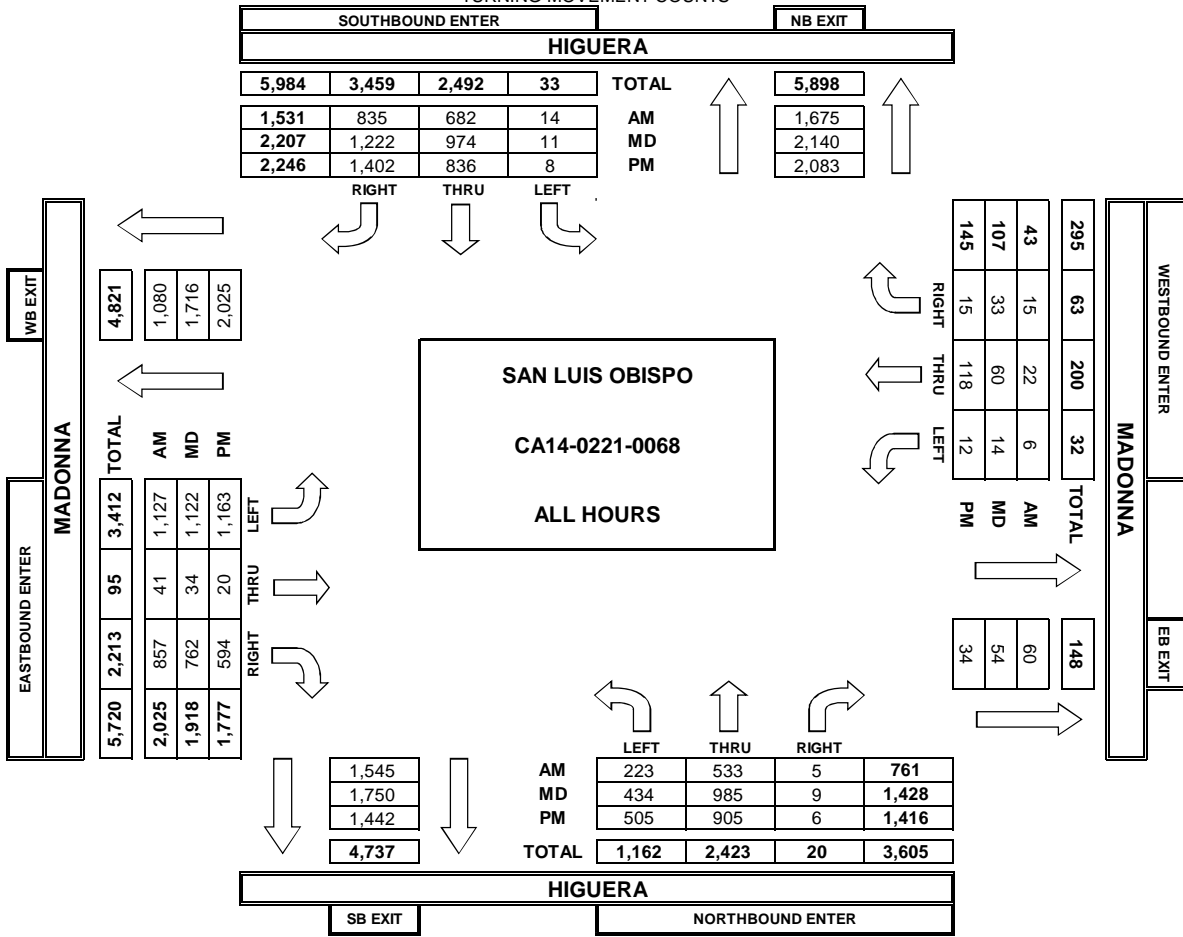 TURNING MOVEMENT COUNTS
SOUTHBOUND ENTER NB EXIT
HIGUERA
5,984 3,459 2,492 33 TOTAL 5,898
1,531 835 682 14 AM 1,675
2,207 1,222 974 11 MD 2,140
2,246 1,402 836 8 PM 2,083
RIGHT THRU LEFT
WB EXIT
EASTBOUND ENTER
MADONNA
4,821 TOTAL 3,412 95 2,213 5,720
1,080 AM 1,127 41 857 2,025
1,716 MD 1,122 34 762 1,918
2,025 PM 1,163 20 594 1,777
LEFT THRU RIGHT
SAN LUIS OBISPO
CA14-0221-0068
ALL HOURS
WESTBOUND ENTER
EB EXIT
MADONNA
295 63 200 32 TOTAL 148
43 15 22 6 AM 60
107 33 60 14 MD 54
145 15 118 12 PM 34
RIGHT THRU LEFT
LEFT THRU RIGHT
1,545 AM 223 533 5 761
1,750 MD 434 985 9 1,428
1,442 PM 505 905 6 1,416
4,737 TOTAL 1,162 2,423 20 3,605
HIGUERA
SB EXIT NORTHBOUND ENTER